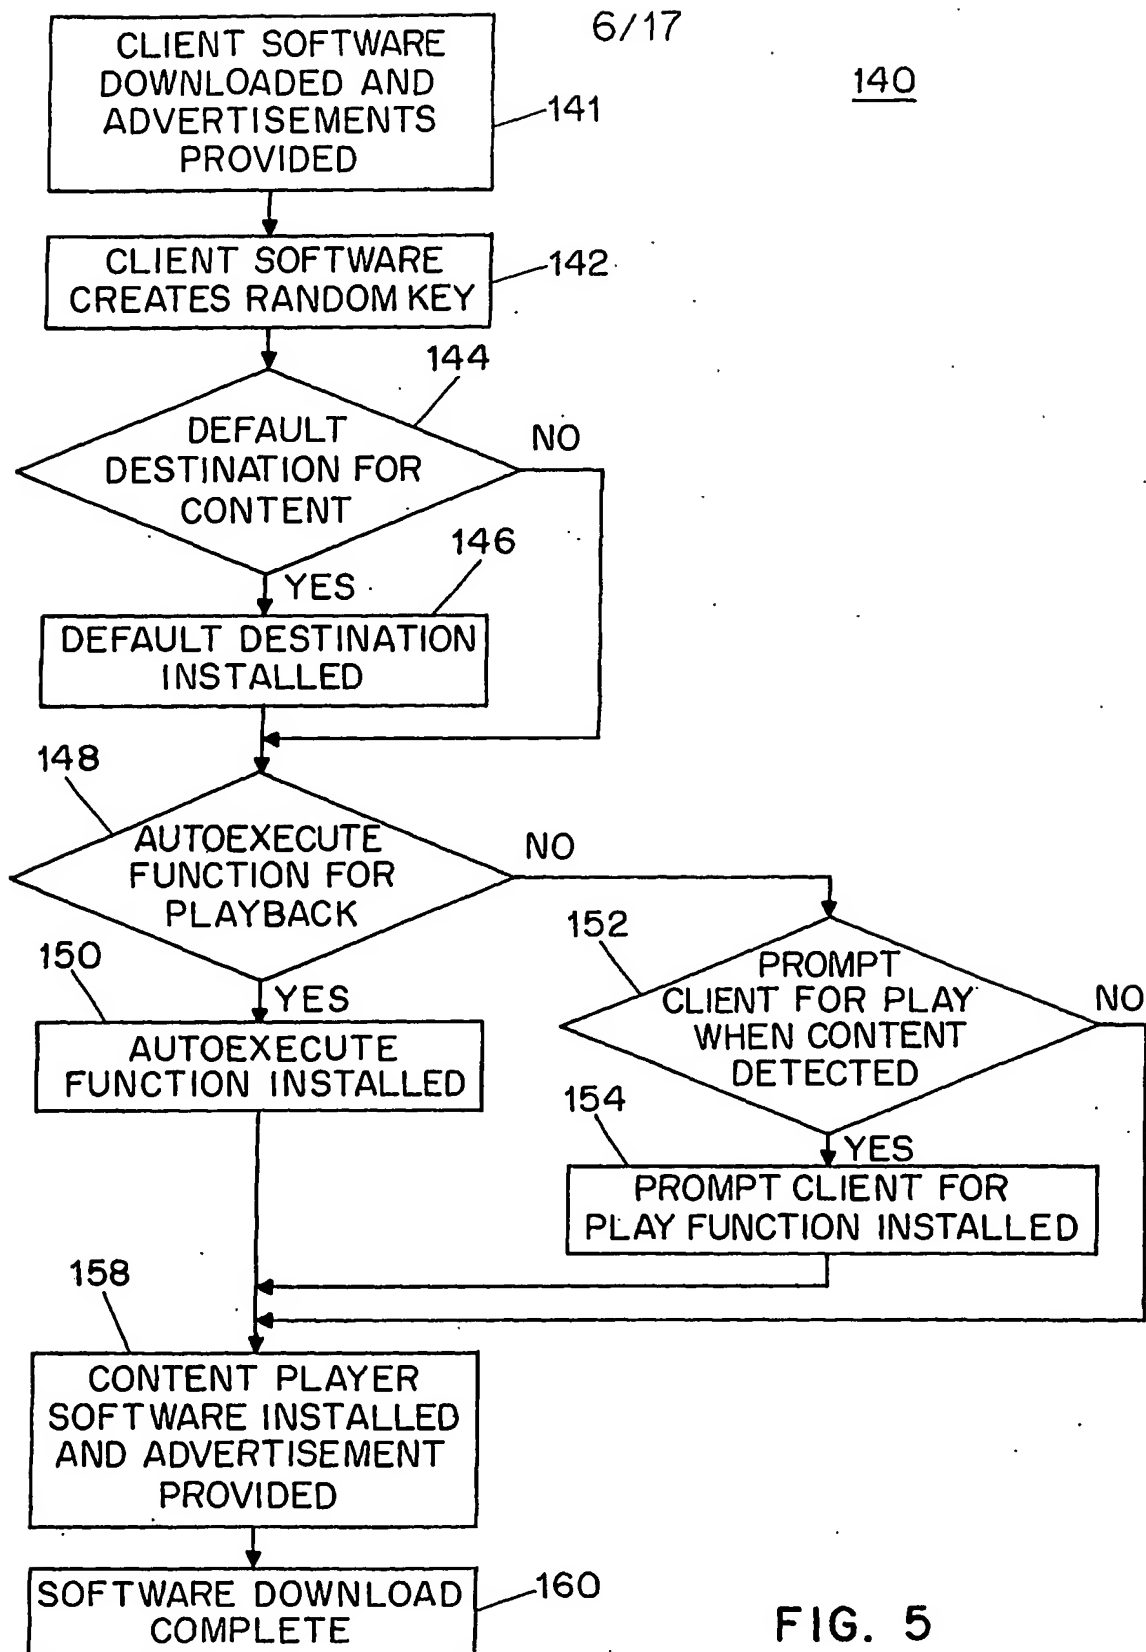 6/17
140
CLIENT SOFTWARE
DOWNLOADED AND
ADVERTISEMENTS
PROVIDED
141
CLIENT SOFTWARE
CREATES RANDOM KEY
142
144
DEFAULT
DESTINATION FOR
CONTENT
NO
YES
146
DEFAULT DESTINATION
INSTALLED
148
AUTOEXECUTE
FUNCTION FOR
PLAYBACK
NO
YES
150
AUTOEXECUTE
FUNCTION INSTALLED
152
PROMPT
CLIENT FOR PLAY
WHEN CONTENT
DETECTED
NO
YES
154
PROMPT CLIENT FOR
PLAY FUNCTION INSTALLED
158
CONTENT PLAYER
SOFTWARE INSTALLED
AND ADVERTISEMENT
PROVIDED
SOFTWARE DOWNLOAD
COMPLETE
160
FIG. 5